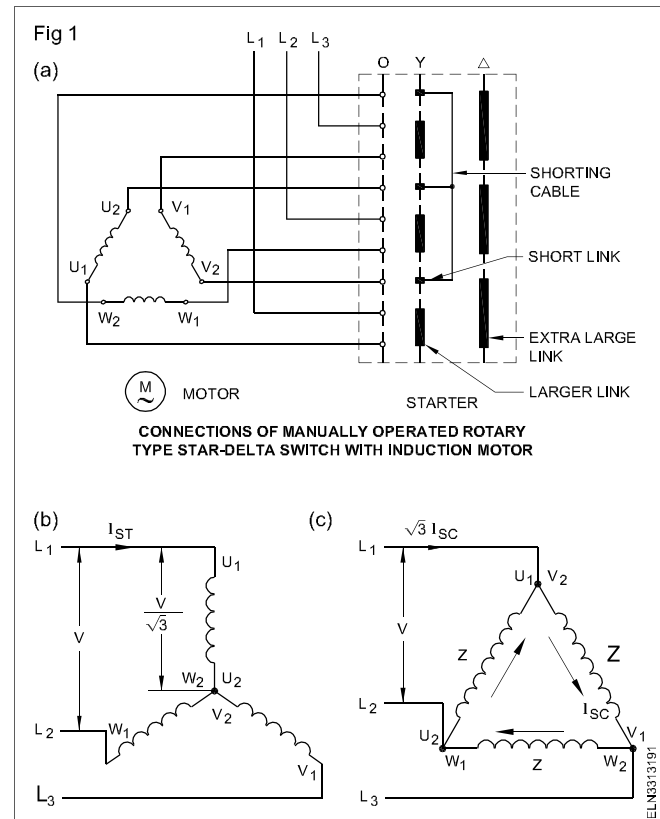 Fig 1
(a)
L1 L2 L3
O Y △
U2 V1
U1 V2
W2 W1
SHORTING
CABLE
SHORT LINK
EXTRA LARGE
LINK
LARGER LINK
M
~
MOTOR
STARTER
CONNECTIONS OF MANUALLY OPERATED ROTARY
TYPE STAR-DELTA SWITCH WITH INDUCTION MOTOR
(b)
IST
L1
U1
V
V/√3
W2 U2
V2
L2
W1
V1
L3
(c)
√3 ISC
L1
U1 V2
V
Z Z
ISC
L2
U2 V1
W1 Z W2
L3
ELN3313191